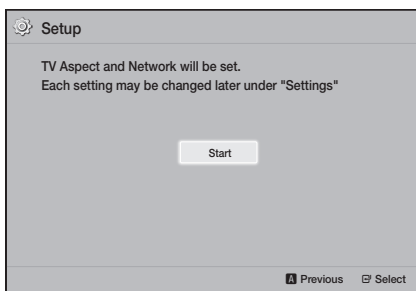 Setup
TV Aspect and Network will be set.
Each setting may be changed later under "Settings"
Start
A Previous Select